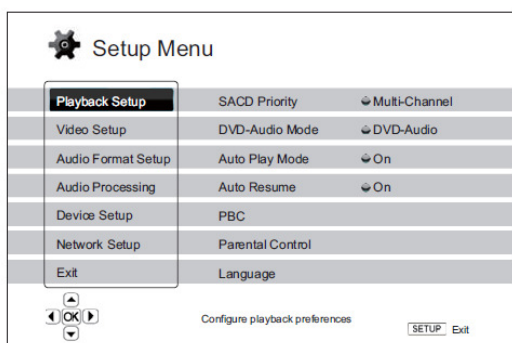 Setup Menu
Playback Setup SACD Priority Multi-Channel
Video Setup DVD-Audio Mode DVD-Audio
Audio Format Setup Auto Play Mode On
Audio Processing Auto Resume On
Device Setup PBC
Network Setup Parental Control
Exit Language
OK
Configure playback preferences
SETUP Exit